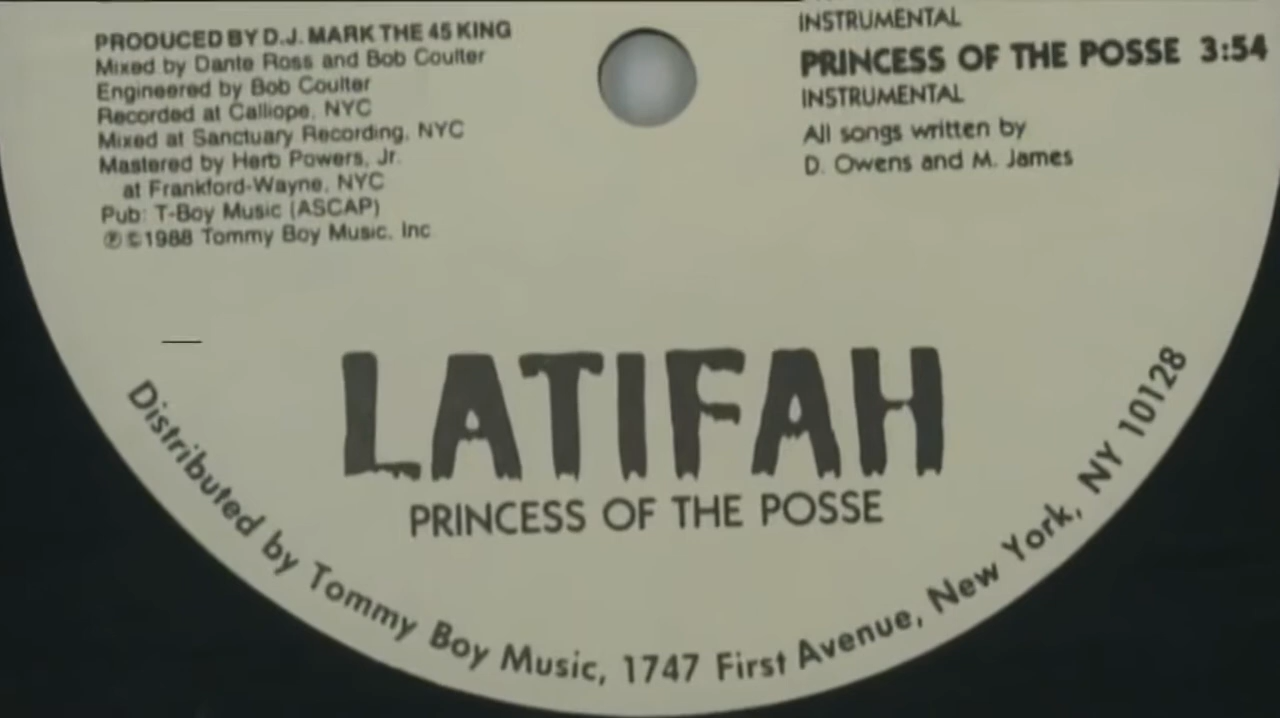 PRODUCED BY D.J. MARK THE 45 KING
Mixed by Dante Ross and Bob Coulter
Engineered by Bob Coulter
Recorded at Calliope, NYC
Mixed at Sanctuary Recording, NYC
Mastered by Herb Powers, Jr.
at Frankford-Wayne, NYC
Pub: T-Boy Music (ASCAP)
℗©1988 Tommy Boy Music, Inc
INSTRUMENTAL
PRINCESS OF THE POSSE 3:54
INSTRUMENTAL
All songs written by
D. Owens and M. James
LATIFAH
PRINCESS OF THE POSSE
Distributed by Tommy Boy Music, 1747 First Avenue, New York, NY 10128